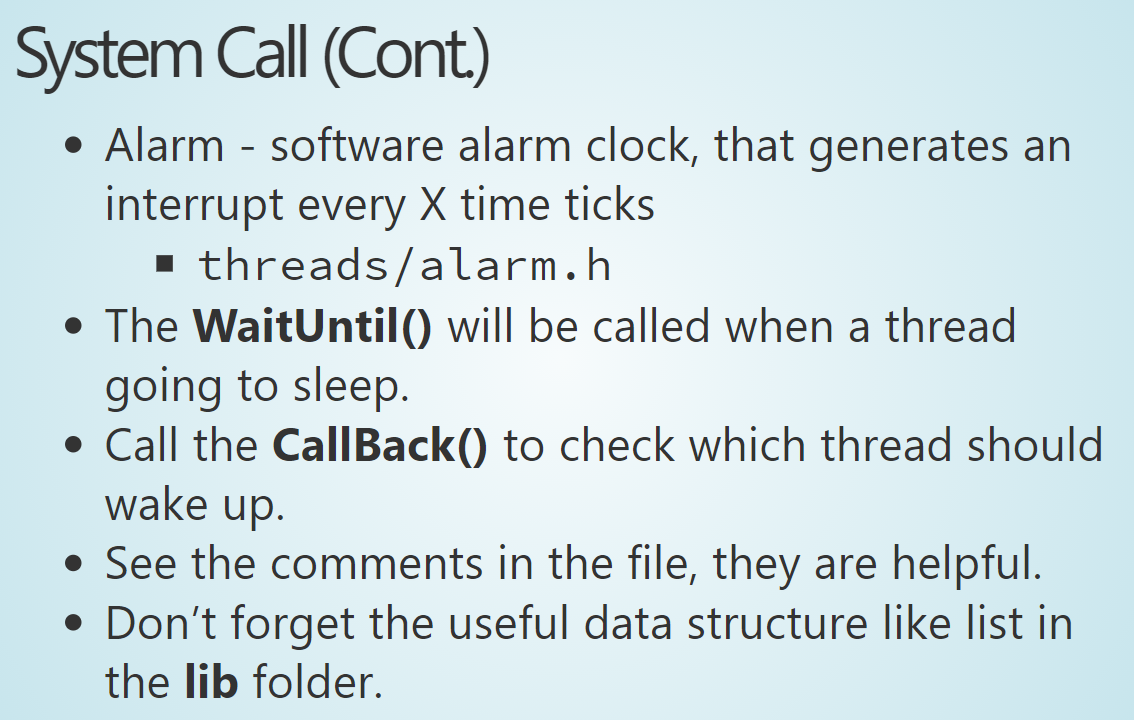 System Call (Cont.)
• Alarm - software alarm clock, that generates an
interrupt every X time ticks
▪ threads/alarm.h
• The WaitUntil() will be called when a thread
going to sleep.
• Call the CallBack() to check which thread should
wake up.
• See the comments in the file, they are helpful.
• Don’t forget the useful data structure like list in
the lib folder.